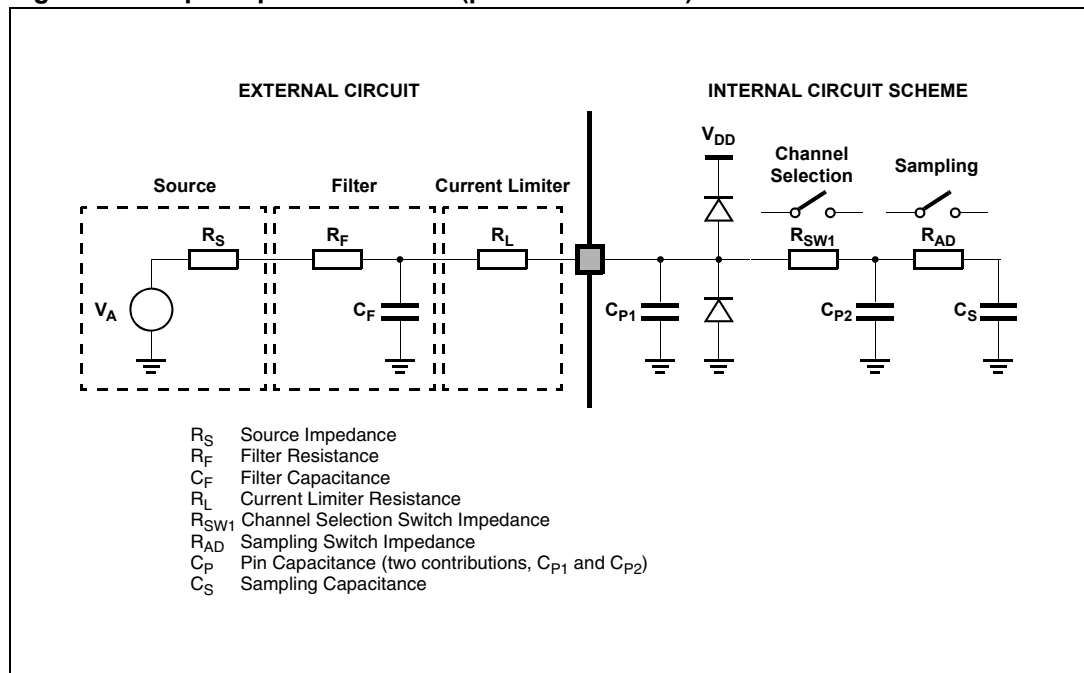 EXTERNAL CIRCUIT
INTERNAL CIRCUIT SCHEME
Source
Filter
Current Limiter
VDD
Channel
Selection
Sampling
RS
RF
RL
RSW1
RAD
VA
CF
CP1
CP2
CS
RS Source Impedance
RF Filter Resistance
CF Filter Capacitance
RL Current Limiter Resistance
RSW1 Channel Selection Switch Impedance
RAD Sampling Switch Impedance
CP Pin Capacitance (two contributions, CP1 and CP2)
CS Sampling Capacitance